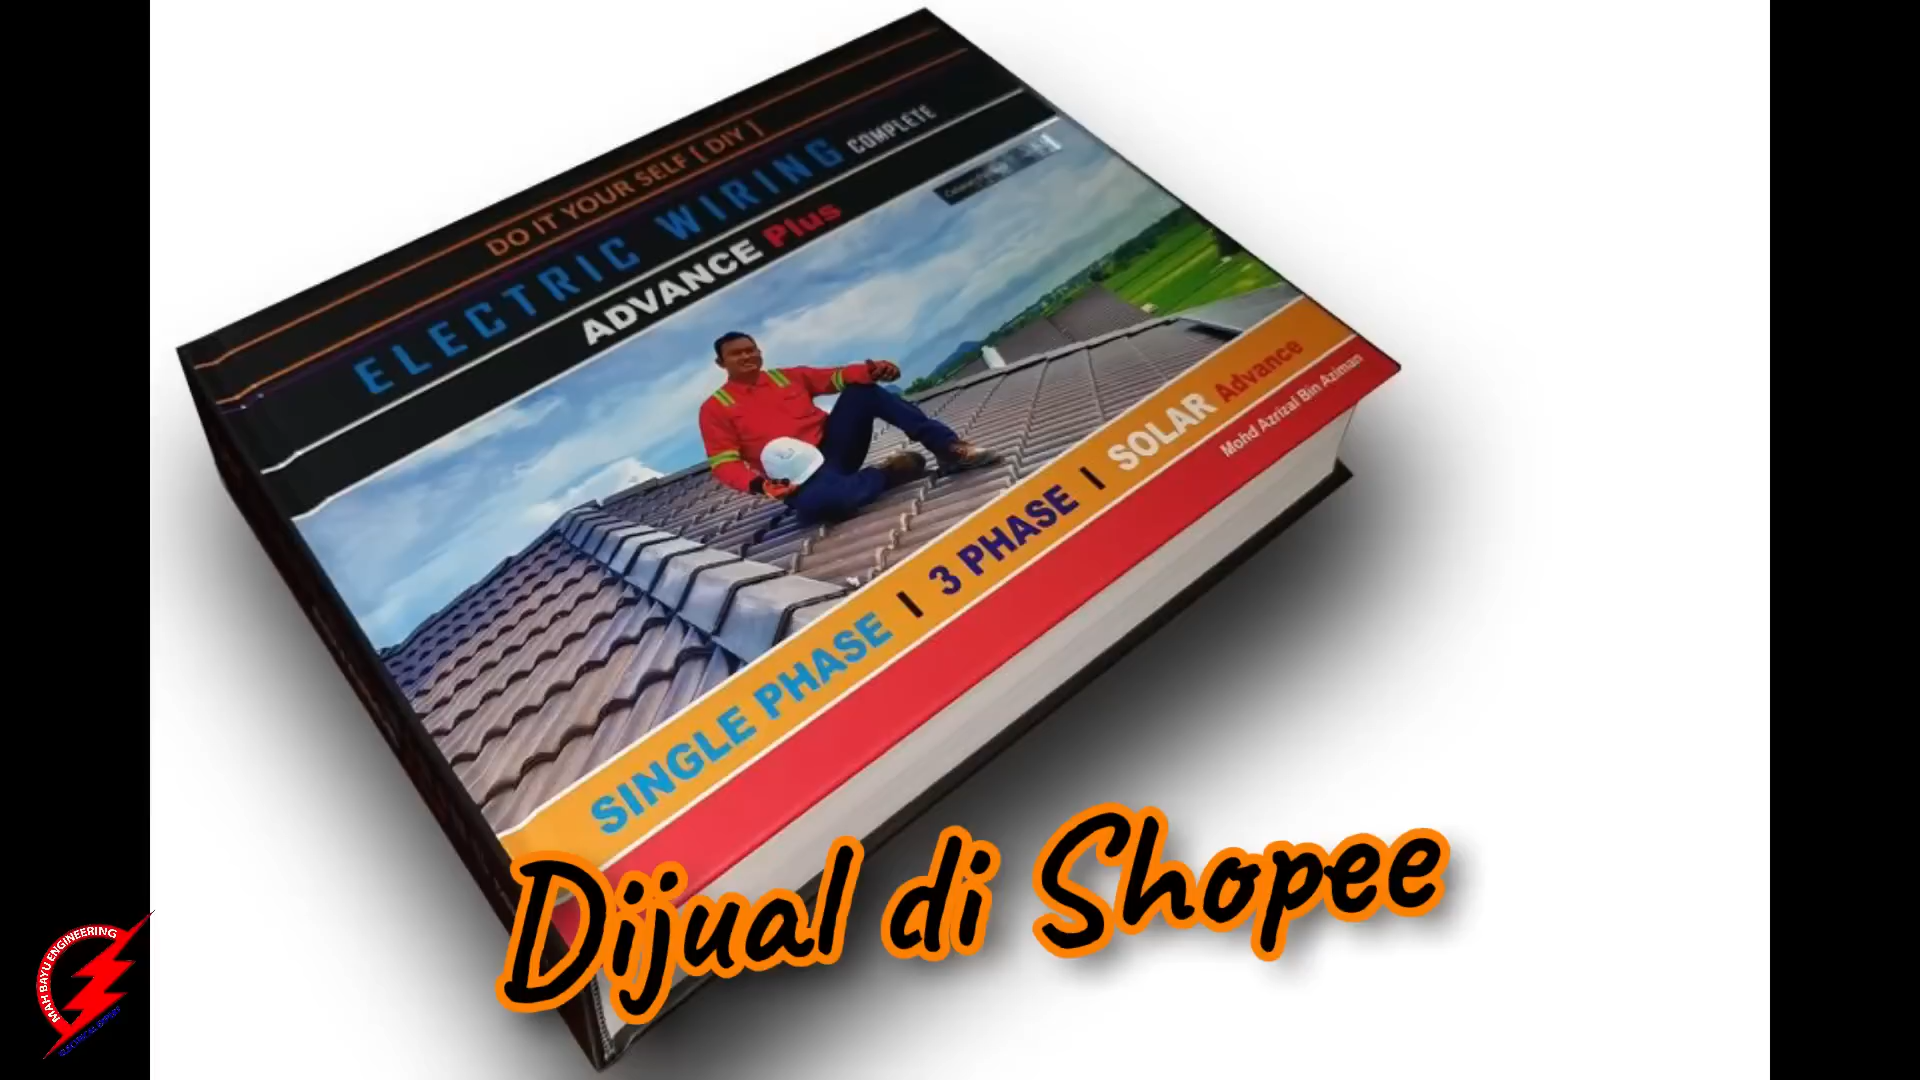 DO IT YOUR SELF [ DIY ]
ELECTRIC WIRING COMPLETE
ADVANCE Plus
SINGLE PHASE | 3 PHASE | SOLAR Advance
Mohd Azrizal Bin Aziman
Dijual di Shopee
MAH BAYU ENGINEERING